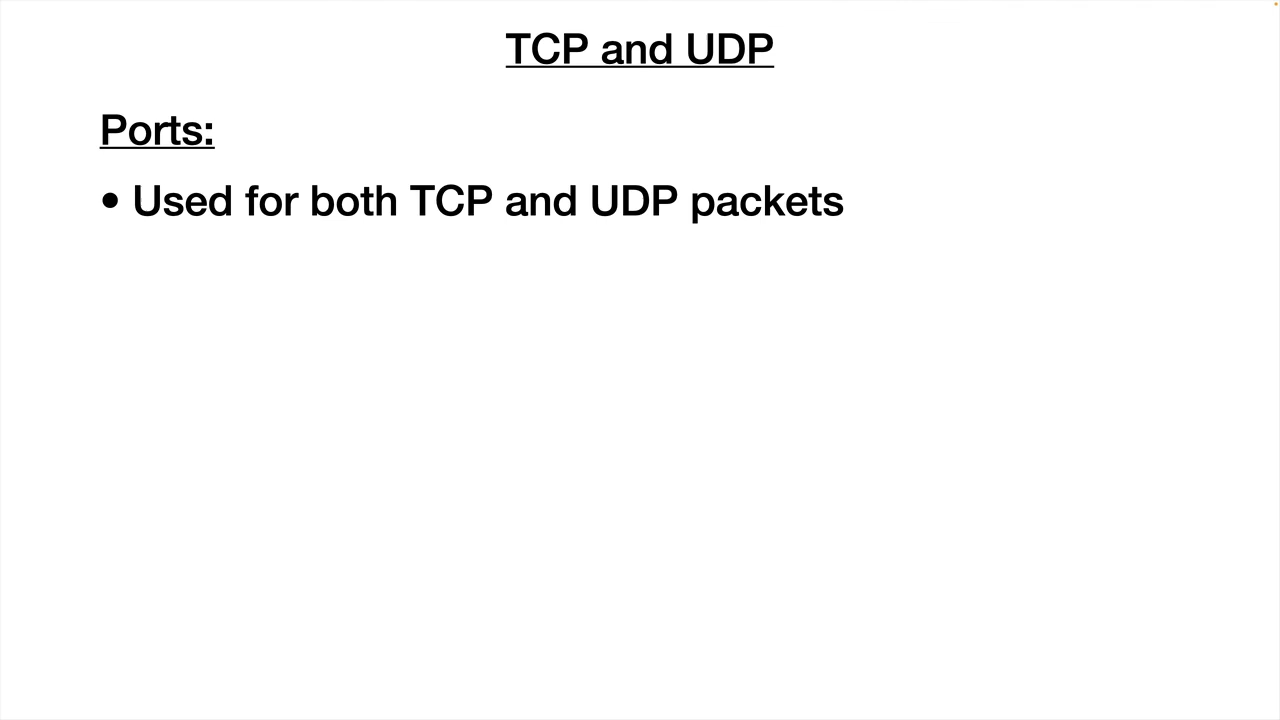 TCP and UDP
Ports:
• Used for both TCP and UDP packets